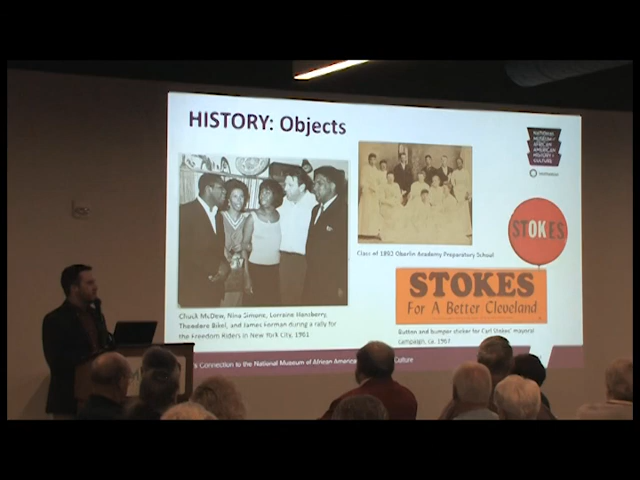 HISTORY: Objects
NATIONAL
MUSEUM of
AFRICAN
AMERICAN
HISTORY &
CULTURE
STOKES
Class of 1892 Oberlin Academy Preparatory School
STOKES
For A Better Cleveland
Chuck McDew, Nina Simone, Lorraine Hansberry,
Theodore Bikel, and James Forman during a rally for
the Freedom Riders in New York City, 1961
Button and bumper sticker for Carl Stokes' mayoral
Campaign, ca. 1967
Connection to the National Museum of African American Culture